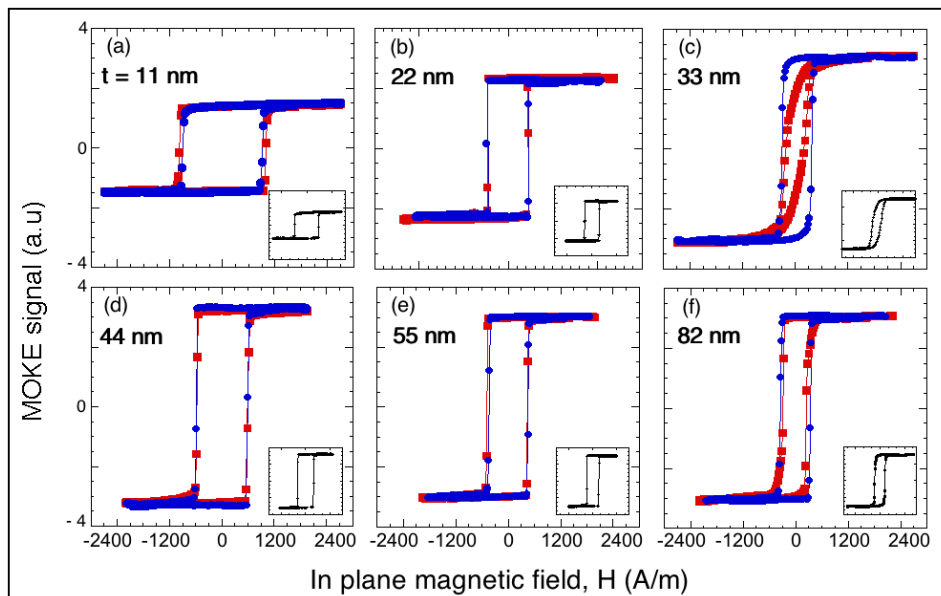 (a)
t = 11 nm
(b)
22 nm
(c)
33 nm
4
0
- 4
MOKE signal (a.u)
(d)
44 nm
(e)
55 nm
(f)
82 nm
4
0
-4
-2400 -1200 0 1200 2400
-2400 -1200 0 1200 2400
-2400 -1200 0 1200 2400
In plane magnetic field, H (A/m)